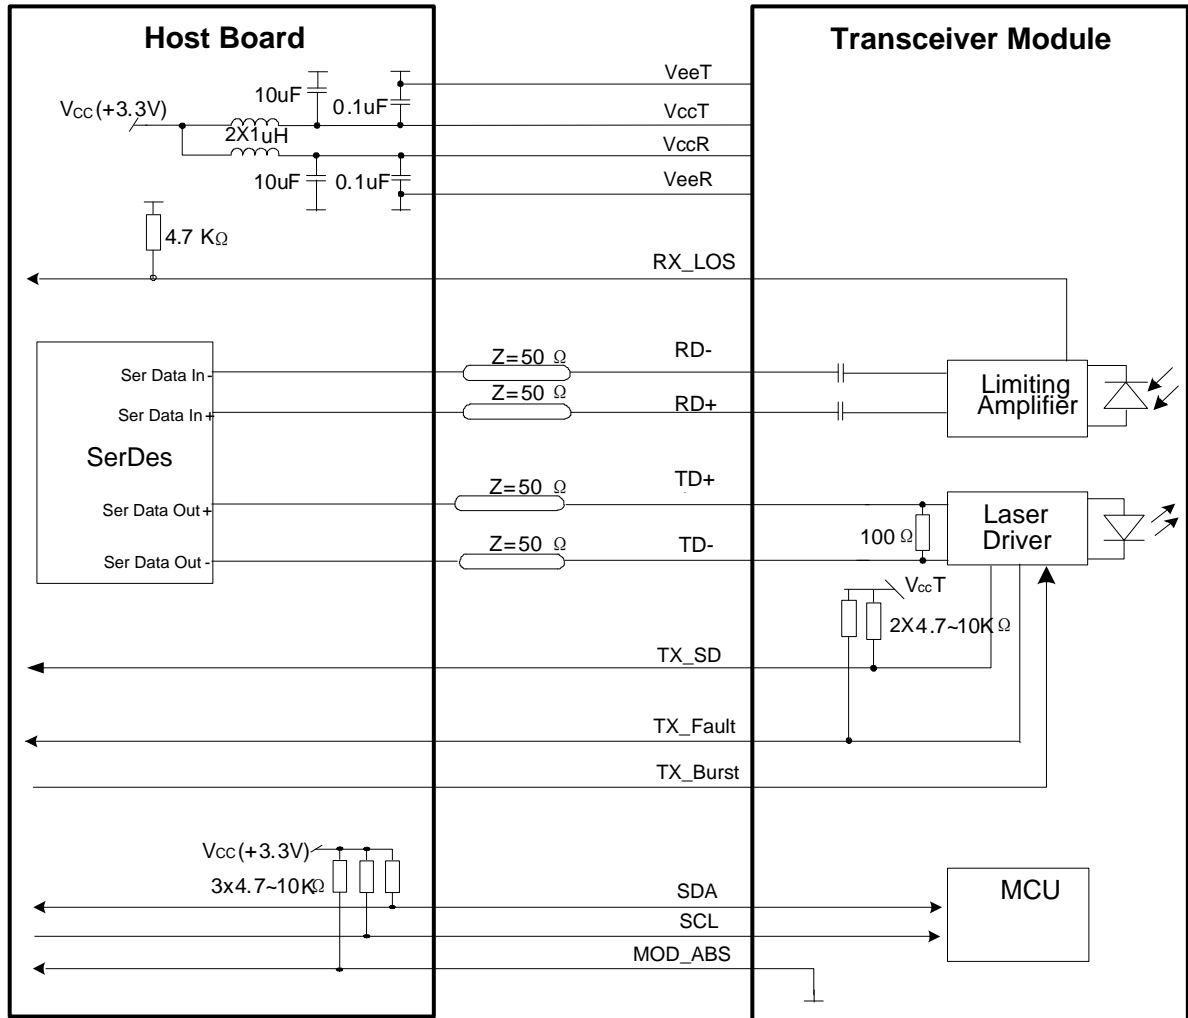 Host Board
Transceiver Module
VeeT
10uF
0.1uF
Vcc(+3.3V)
VccT
2X1uH
VccR
10uF
0.1uF
VeeR
4.7 KΩ
RX_LOS
Z=50 Ω
RD-
Ser Data In -
Limiting
Amplifier
Z=50 Ω
RD+
Ser Data In +
SerDes
Z=50 Ω
TD+
Ser Data Out +
Laser
Driver
100 Ω
Z=50 Ω
TD-
Ser Data Out -
VccT
2X4.7~10KΩ
TX_SD
TX_Fault
TX_Burst
Vcc(+3.3V)
3x4.7~10KΩ
SDA
MCU
SCL
MOD_ABS